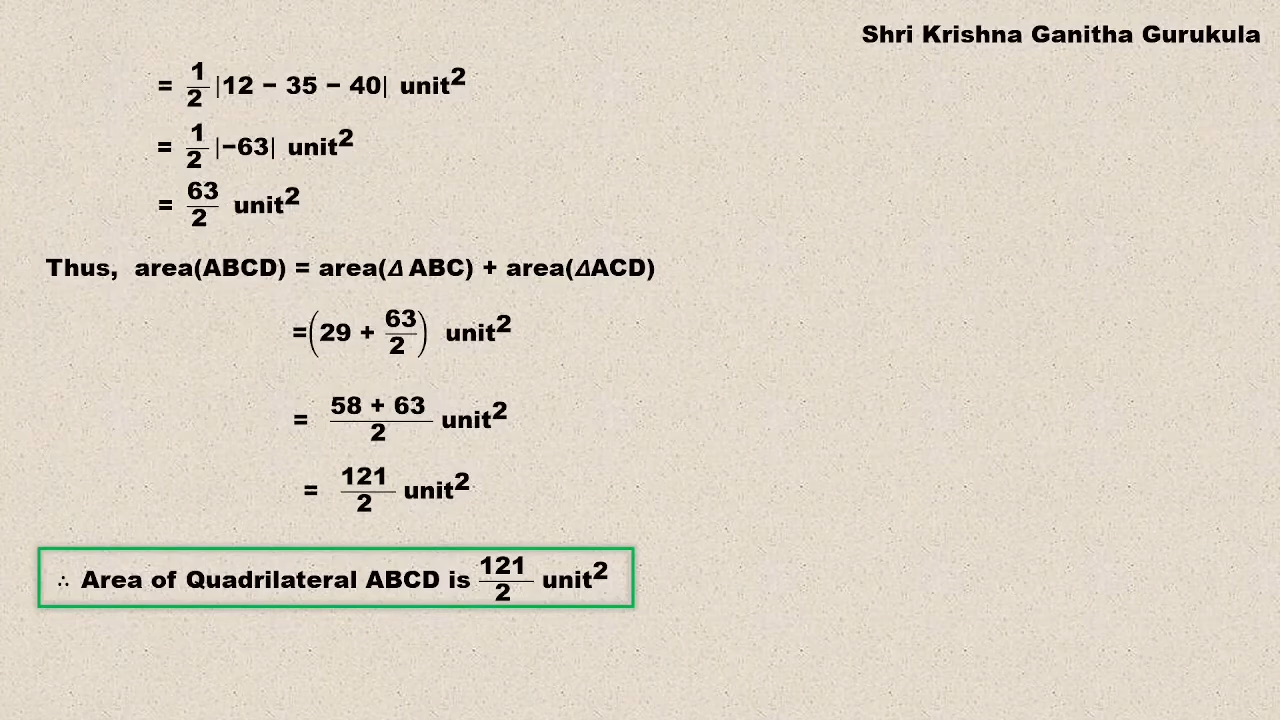 Shri Krishna Ganitha Gurukula
= 1/2 |12 − 35 − 40| unit²
= 1/2 |−63| unit²
= 63/2 unit²
Thus, area(ABCD) = area(Δ ABC) + area(ΔACD)
=(29 + 63/2) unit²
= (58 + 63)/2 unit²
= 121/2 unit²
∴ Area of Quadrilateral ABCD is 121/2 unit²